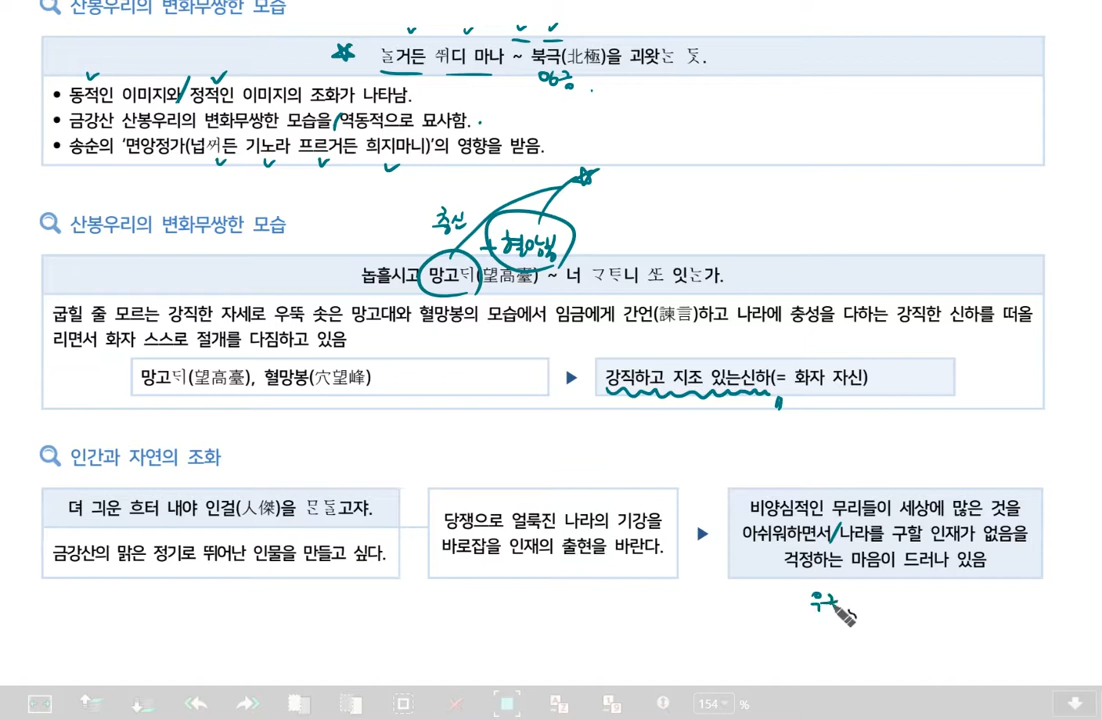 산봉우리의 변화무쌍한 모습
ᄂᆞᆯ거든 ᄯᅱ디 마나 ~ 북극(北極)을 괴왓ᄂᆞᆫ ᄃᆞᆺ.
임금
• 동적인 이미지와 정적인 이미지의 조화가 나타남.
• 금강산 산봉우리의 변화무쌍한 모습을 역동적으로 묘사함.
• 송순의 '면앙정가(넙ᄭᅥ든 기노라 프르거든 희지마니)'의 영향을 받음.
산봉우리의 변화무쌍한 모습
충신
+ 혈망봉
놉흘시고 망고ᄃᆡ(望高臺) ~ 너 ᄀᆞᄐᆞ니 ᄯᅩ 잇ᄂᆞᆫ가.
굽힐 줄 모르는 강직한 자세로 우뚝 솟은 망고대와 혈망봉의 모습에서 임금에게 간언(諫言)하고 나라에 충성을 다하는 강직한 신하를 떠올
리면서 화자 스스로 절개를 다짐하고 있음
망고ᄃᆡ(望高臺), 혈망봉(穴望峰)
강직하고 지조 있는신하(= 화자 자신)
인간과 자연의 조화
뎌 긔운 흐터 내야 인걸(人傑)을 ᄆᆞᆫᄃᆞᆯ고쟈.
금강산의 맑은 정기로 뛰어난 인물을 만들고 싶다.
당쟁으로 얼룩진 나라의 기강을
바로잡을 인재의 출현을 바란다.
비양심적인 무리들이 세상에 많은 것을
아쉬워하면서 나라를 구할 인재가 없음을
걱정하는 마음이 드러나 있음
154 %